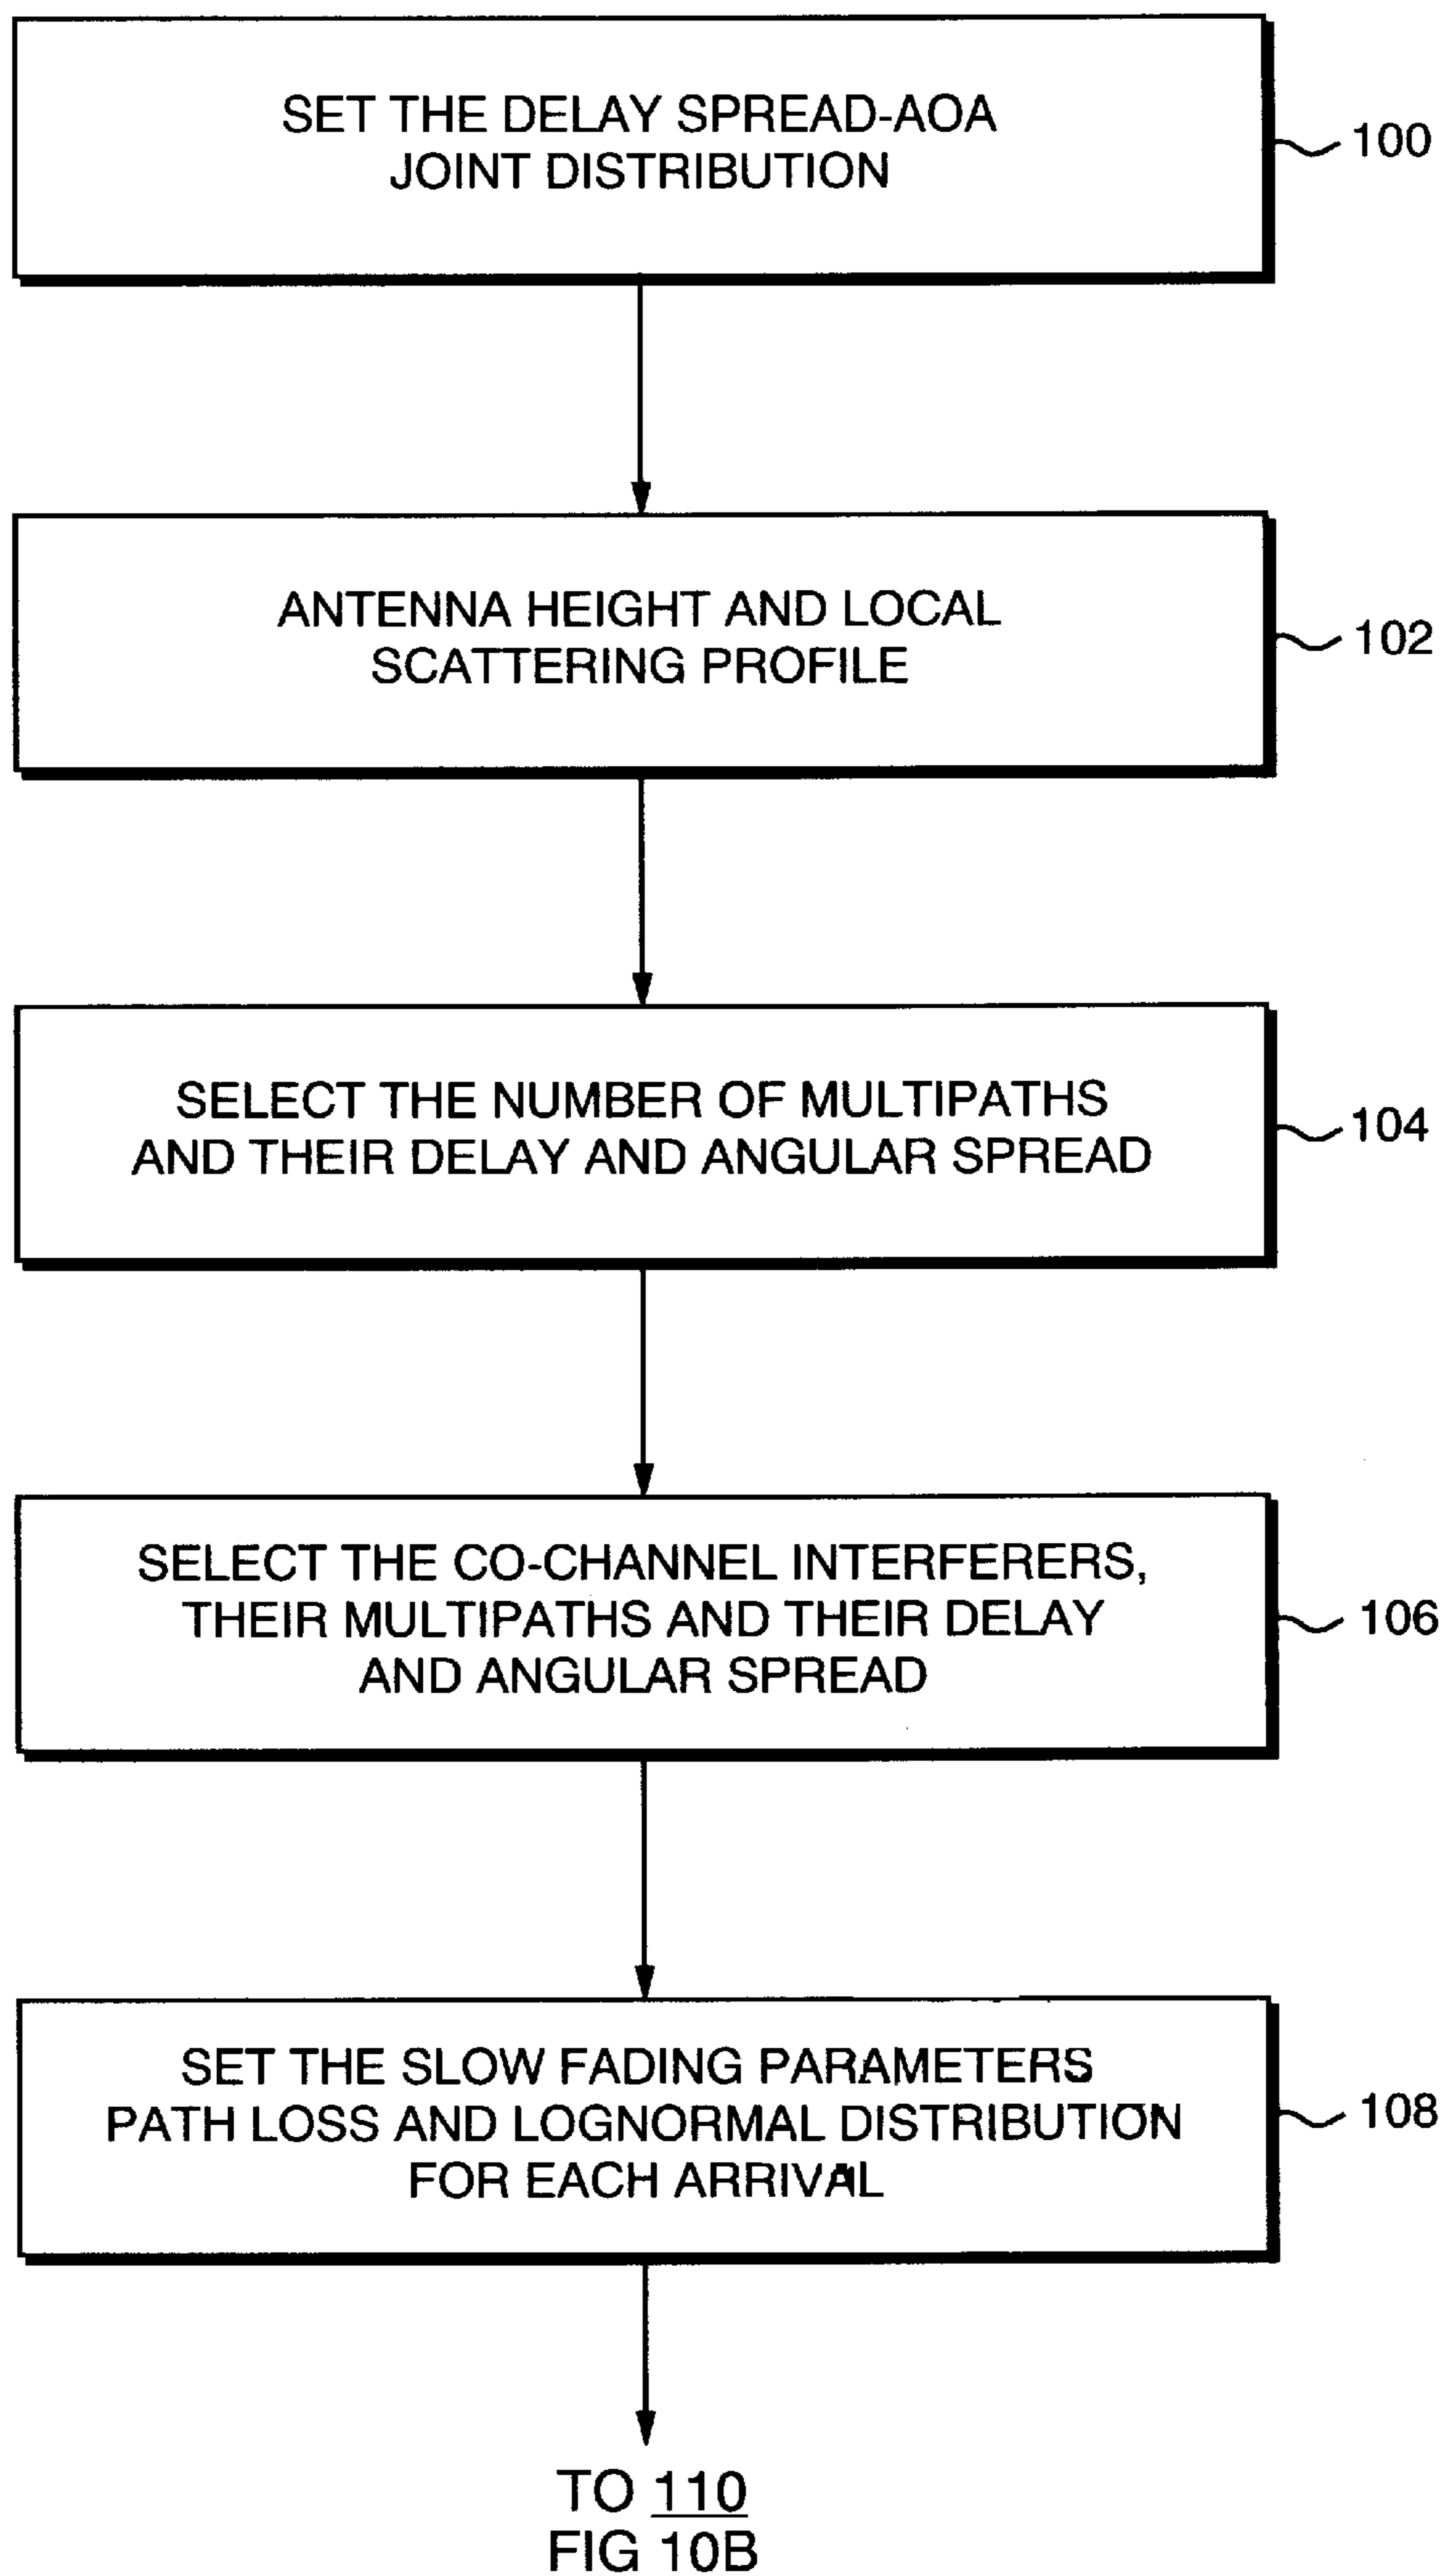 SET THE DELAY SPREAD-AOA
JOINT DISTRIBUTION
100
ANTENNA HEIGHT AND LOCAL
SCATTERING PROFILE
102
SELECT THE NUMBER OF MULTIPATHS
AND THEIR DELAY AND ANGULAR SPREAD
104
SELECT THE CO-CHANNEL INTERFERERS,
THEIR MULTIPATHS AND THEIR DELAY
AND ANGULAR SPREAD
106
SET THE SLOW FADING PARAMETERS
PATH LOSS AND LOGNORMAL DISTRIBUTION
FOR EACH ARRIVAL
108
TO 110
FIG 10B